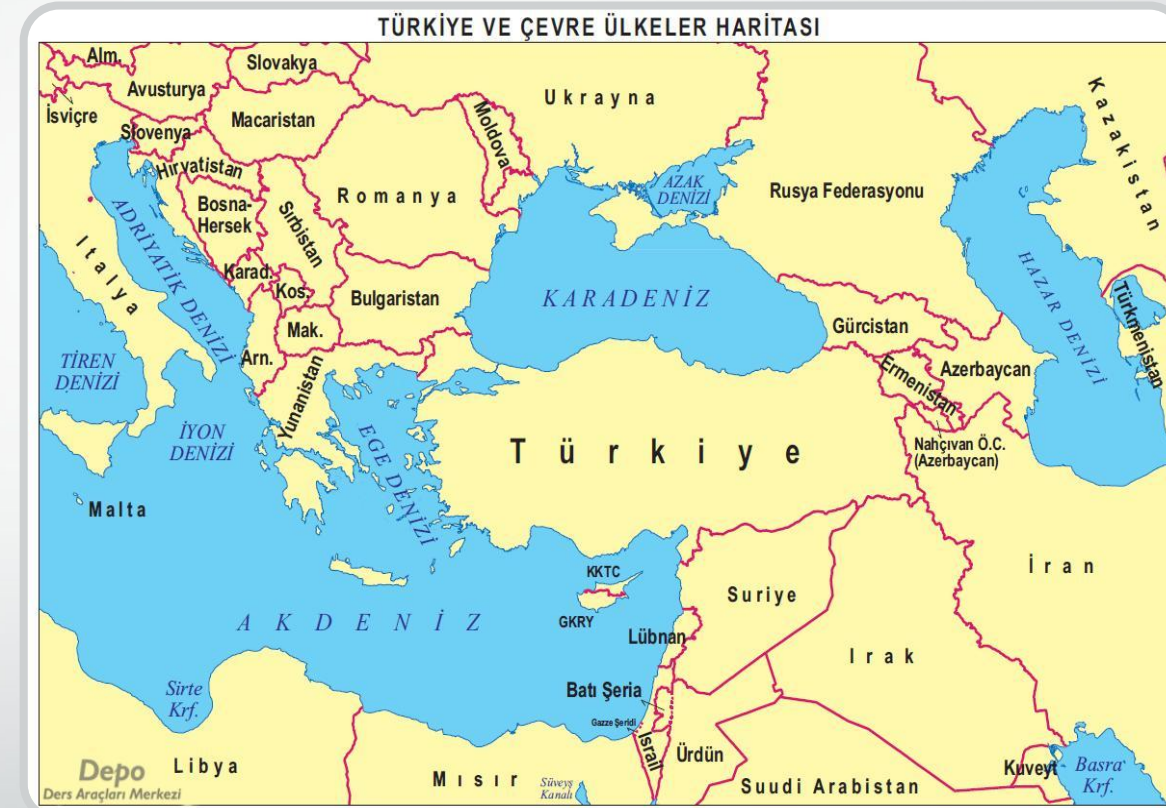 TÜRKİYE VE ÇEVRE ÜLKELER HARİTASI
Alm.
Slovakya
Avusturya
İsviçre
Macaristan
Slovenya
Moldova
Ukrayna
Kazakistan
Hırvatistan
AZAK
DENİZİ
Rusya Federasyonu
Romanya
Bosna-
Hersek
Sırbistan
ADRİYATİK DENİZİ
İtalya
Karad.
Kos.
Bulgaristan
KARADENİZ
HAZAR DENİZİ
Türkmenistan
Mak.
Gürcistan
Arn.
TİREN
DENİZİ
Ermenistan
Azerbaycan
Yunanistan
İYON
DENİZİ
EGE DENİZİ
Türkiye
Nahçıvan Ö.C.
(Azerbaycan)
Malta
İran
KKTC
Suriye
GKRY
AKDENİZ
Lübnan
Irak
Sirte
Krf.
Batı Şeria
Gazze Şeridi
İsrail
Ürdün
Libya
Mısır
Süveyş
Kanalı
Suudi Arabistan
Kuveyt
Basra
Krf.
Depo
Ders Araçları Merkezi